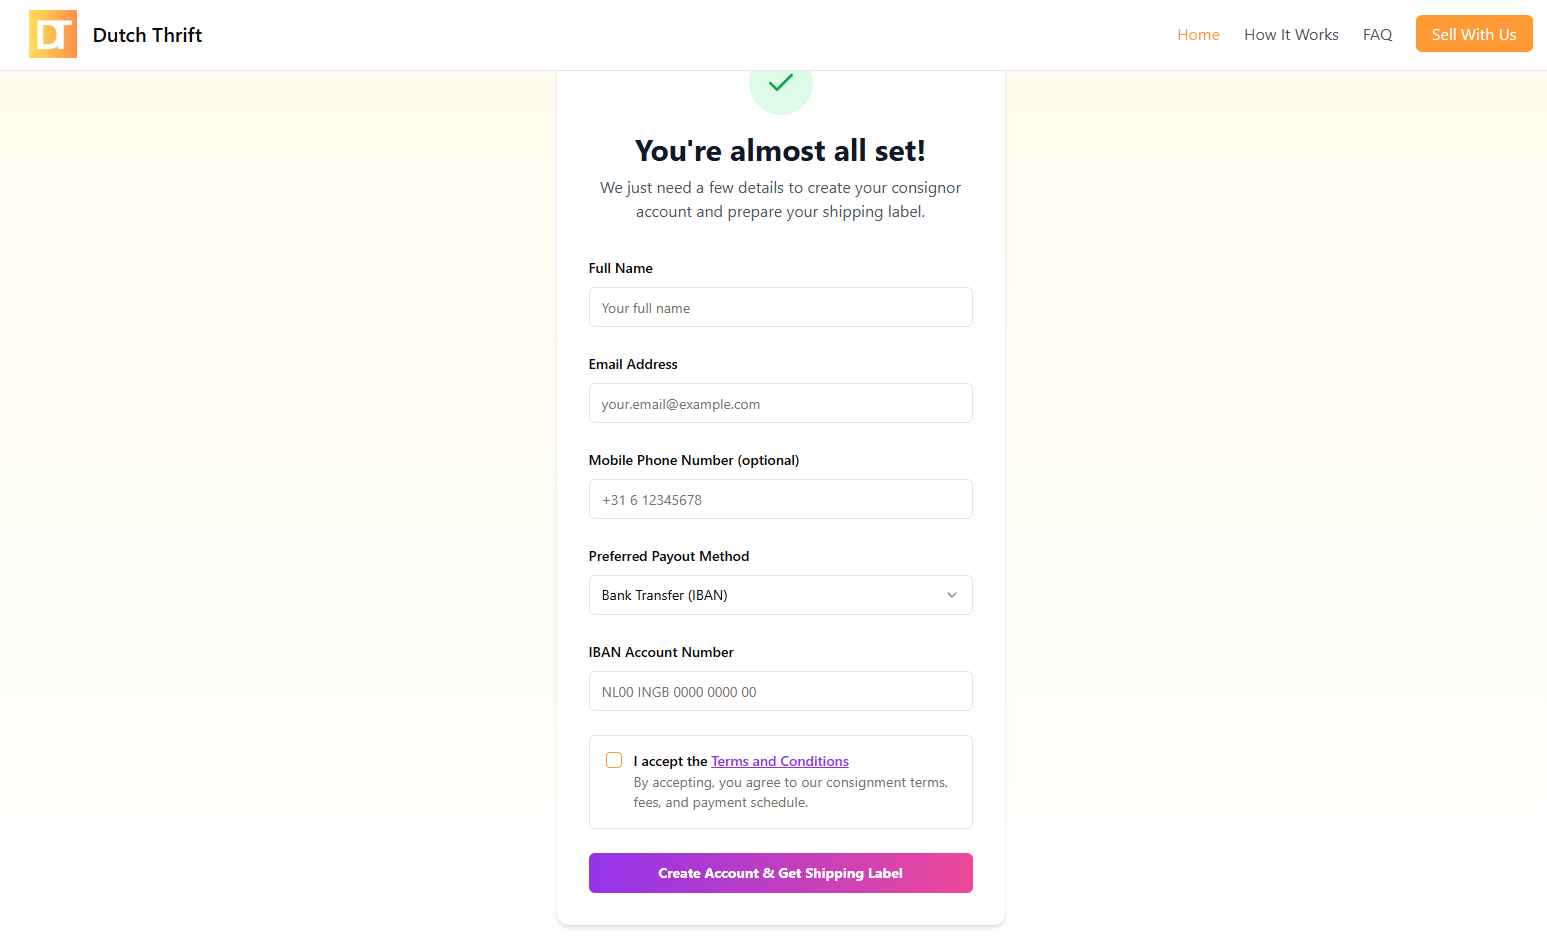 DT
Dutch Thrift
Home
How It Works
FAQ
Sell With Us
You're almost all set!
We just need a few details to create your consignor
account and prepare your shipping label.
Full Name
Your full name
Email Address
your.email@example.com
Mobile Phone Number (optional)
+31 6 12345678
Preferred Payout Method
Bank Transfer (IBAN)
IBAN Account Number
NL00 INGB 0000 0000 00
I accept the Terms and Conditions
By accepting, you agree to our consignment terms,
fees, and payment schedule.
Create Account & Get Shipping Label